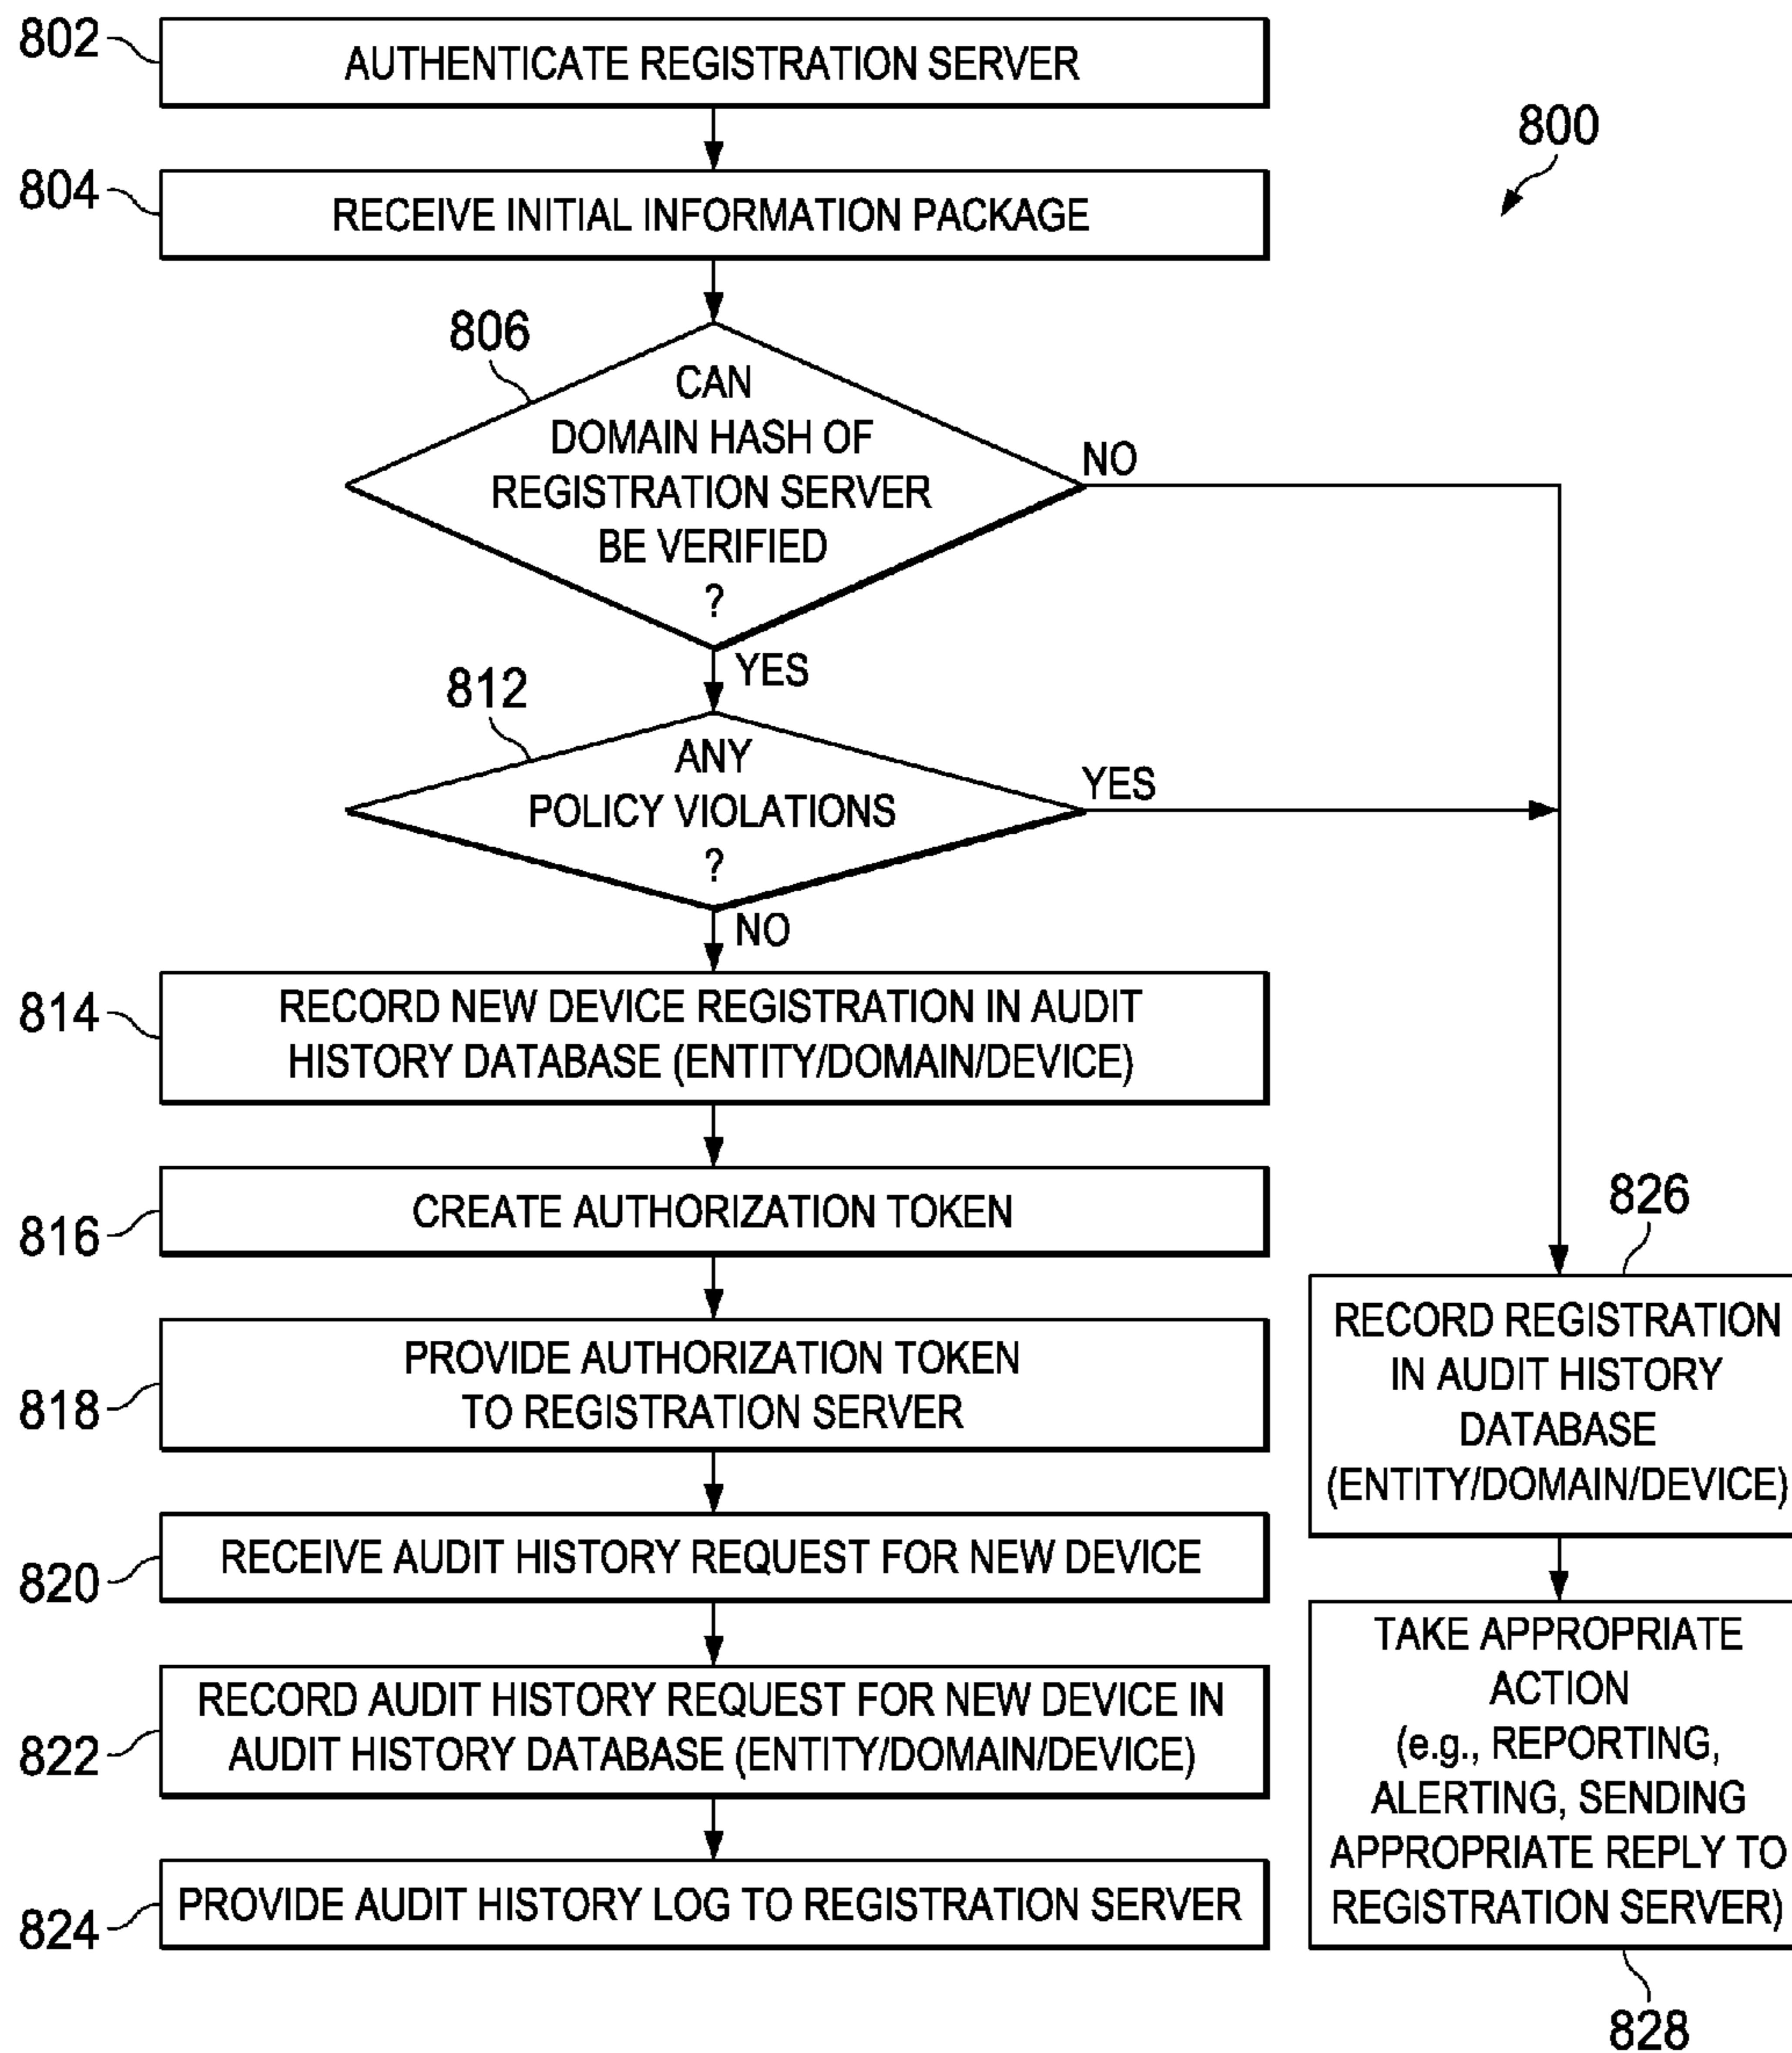 802
AUTHENTICATE REGISTRATION SERVER
800
804
RECEIVE INITIAL INFORMATION PACKAGE
806
CAN
DOMAIN HASH OF
REGISTRATION SERVER
BE VERIFIED
?
NO
YES
812
ANY
POLICY VIOLATIONS
?
YES
NO
814
RECORD NEW DEVICE REGISTRATION IN AUDIT
HISTORY DATABASE (ENTITY/DOMAIN/DEVICE)
816
CREATE AUTHORIZATION TOKEN
818
PROVIDE AUTHORIZATION TOKEN
TO REGISTRATION SERVER
820
RECEIVE AUDIT HISTORY REQUEST FOR NEW DEVICE
822
RECORD AUDIT HISTORY REQUEST FOR NEW DEVICE IN
AUDIT HISTORY DATABASE (ENTITY/DOMAIN/DEVICE)
824
PROVIDE AUDIT HISTORY LOG TO REGISTRATION SERVER
826
RECORD REGISTRATION
IN AUDIT HISTORY
DATABASE
(ENTITY/DOMAIN/DEVICE)
TAKE APPROPRIATE
ACTION
(e.g., REPORTING,
ALERTING, SENDING
APPROPRIATE REPLY TO
REGISTRATION SERVER)
828